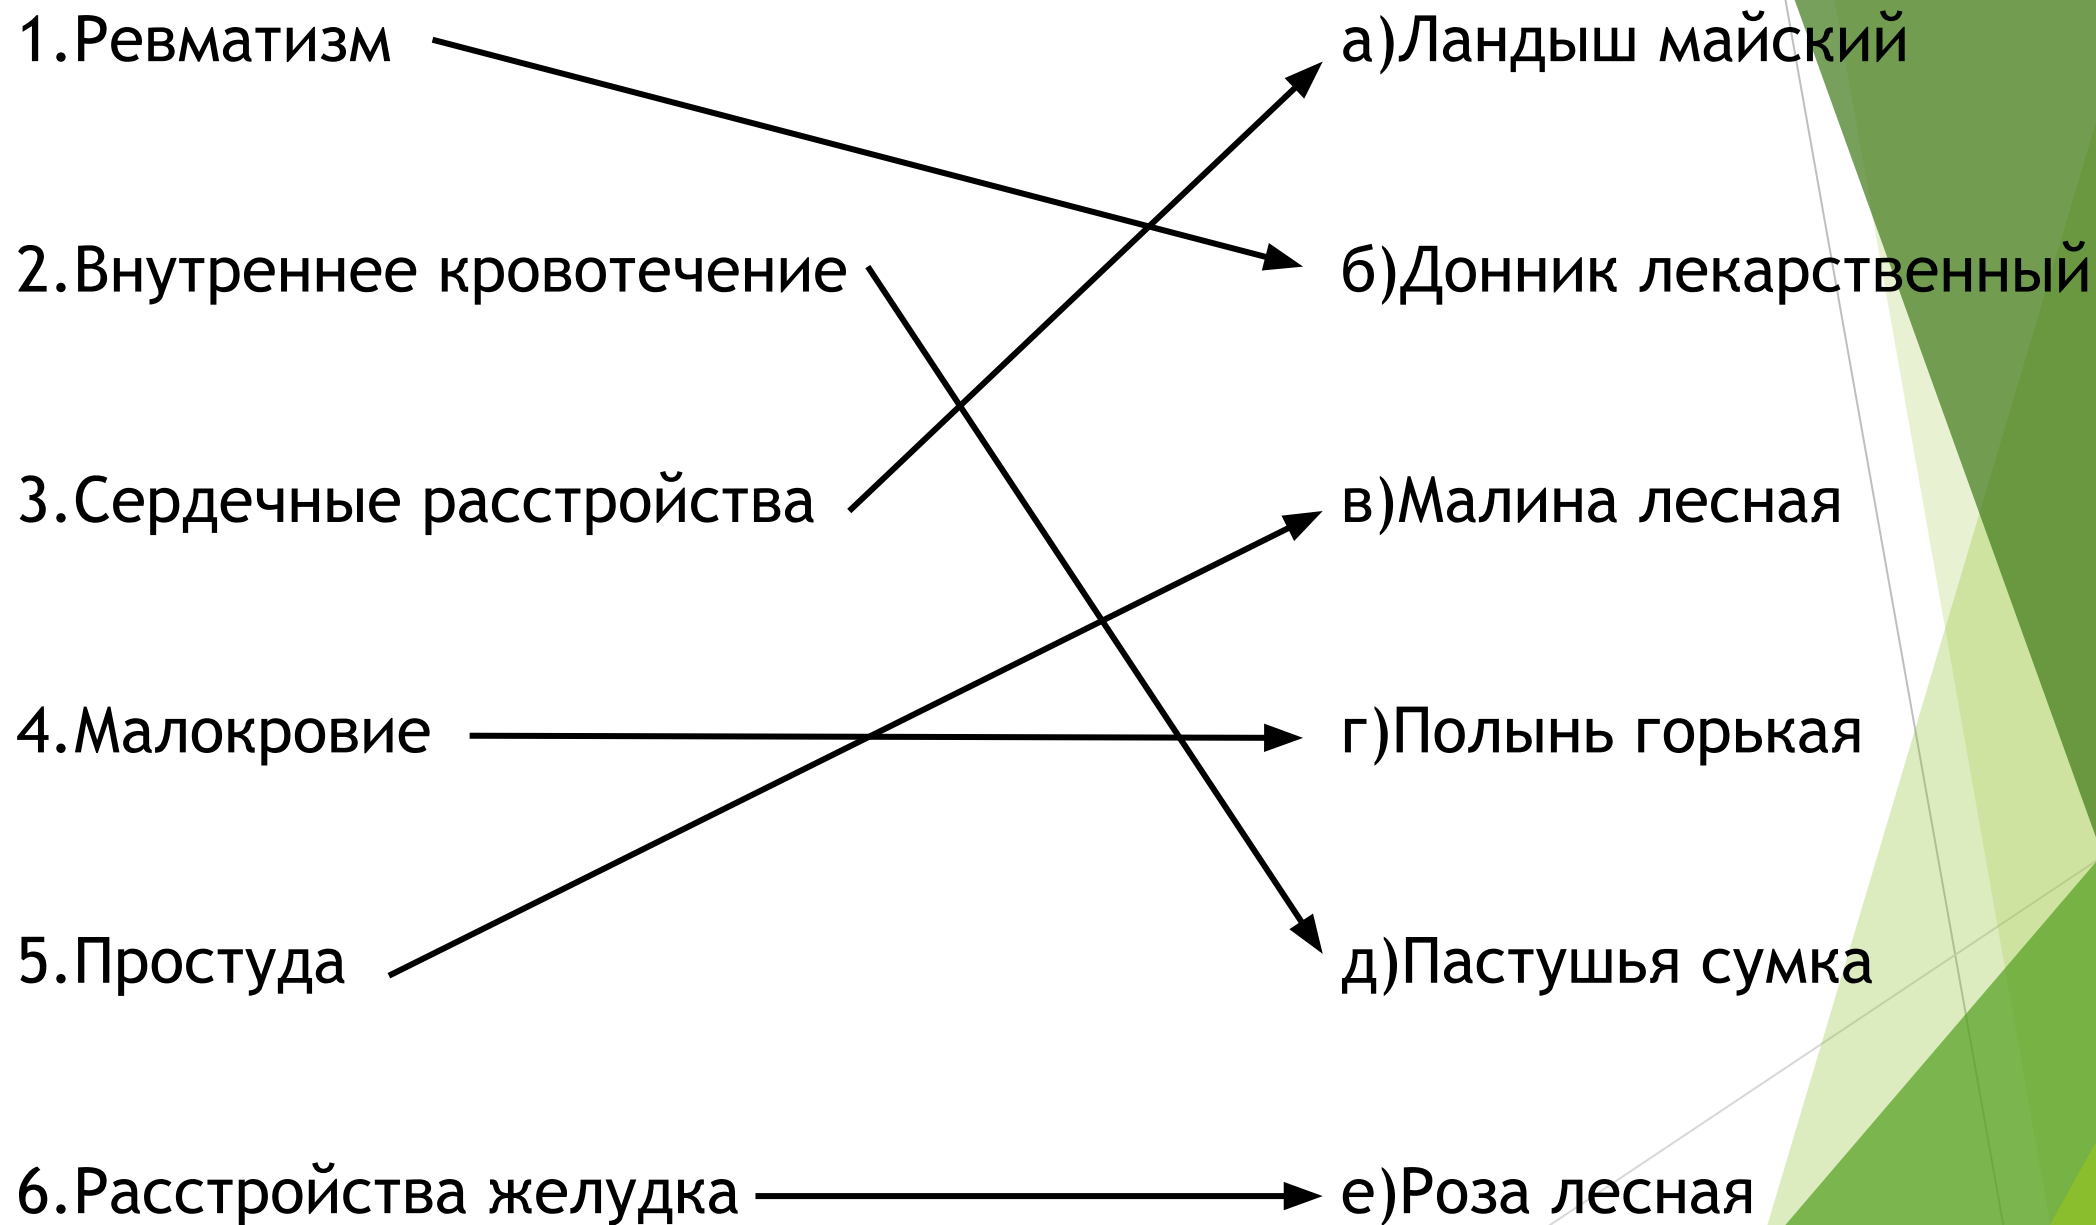 1.Ревматизм
а)Ландыш майский
2.Внутреннее кровотечение
б)Донник лекарственный
3.Сердечные расстройства
в)Малина лесная
4.Малокровие
г)Полынь горькая
5.Простуда
д)Пастушья сумка
6.Расстройства желудка
е)Роза лесная